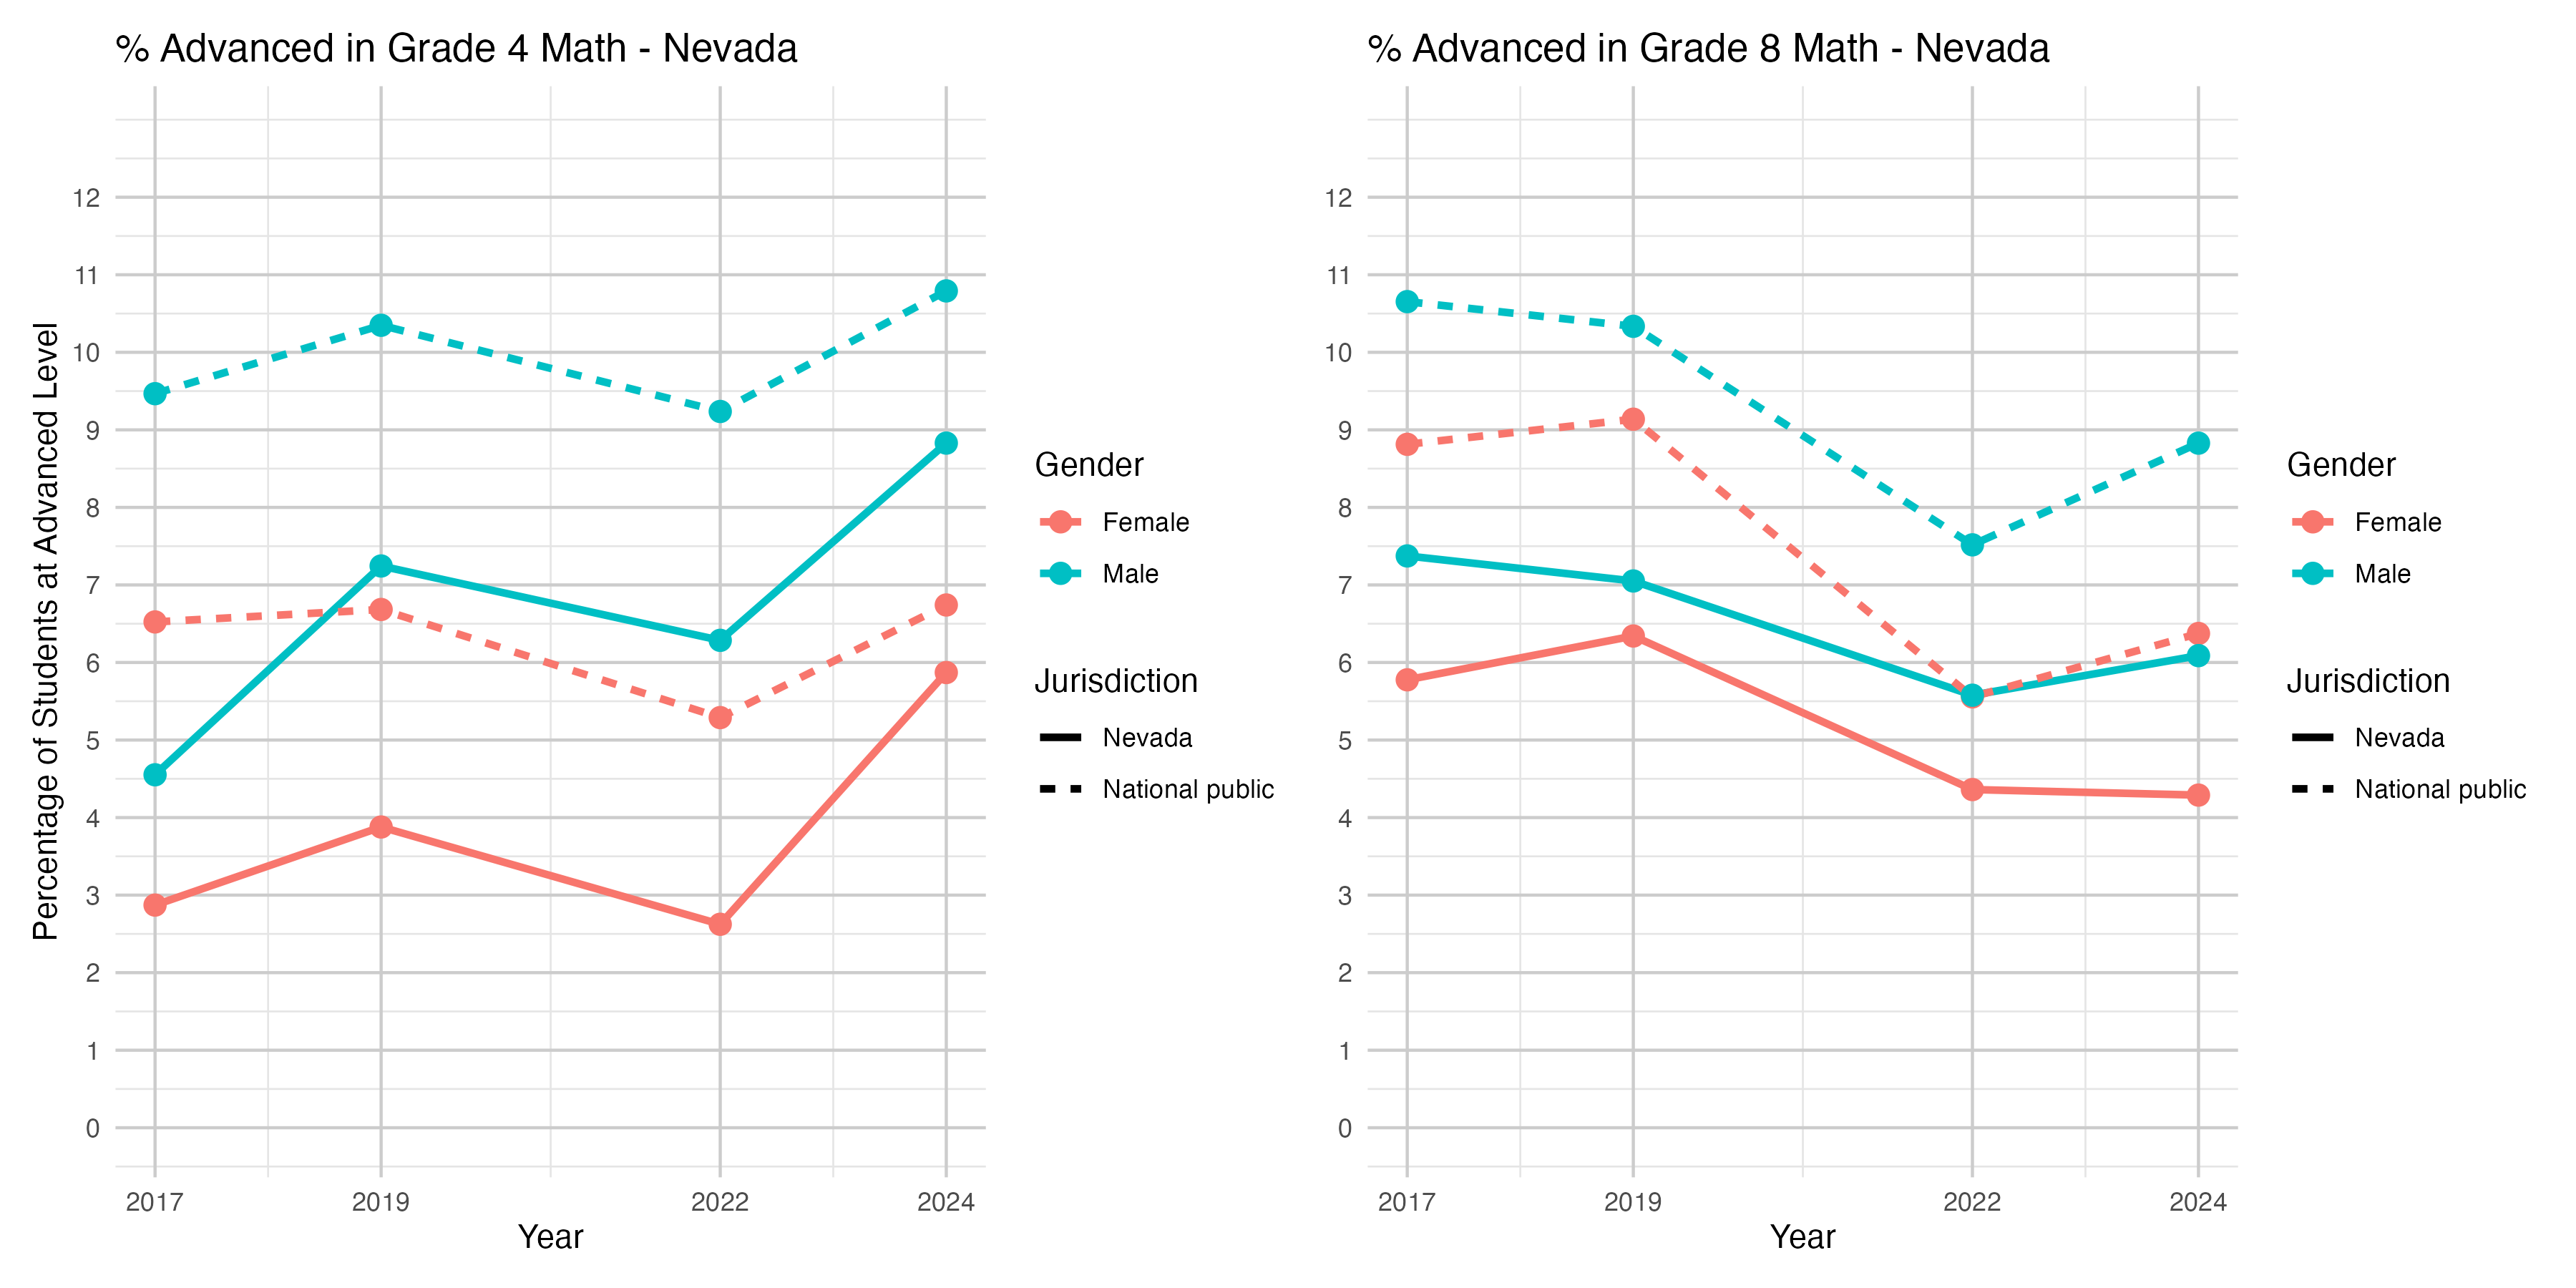 % Advanced in Grade 4 Math - Nevada
Percentage of Students at Advanced Level
12
11
10
9
8
7
6
5
4
3
2
1
0
2017 2019 2022 2024
Year
Gender
Female
Male
Jurisdiction
Nevada
National public
% Advanced in Grade 8 Math - Nevada
12
11
10
9
8
7
6
5
4
3
2
1
0
2017 2019 2022 2024
Year
Gender
Female
Male
Jurisdiction
Nevada
National public